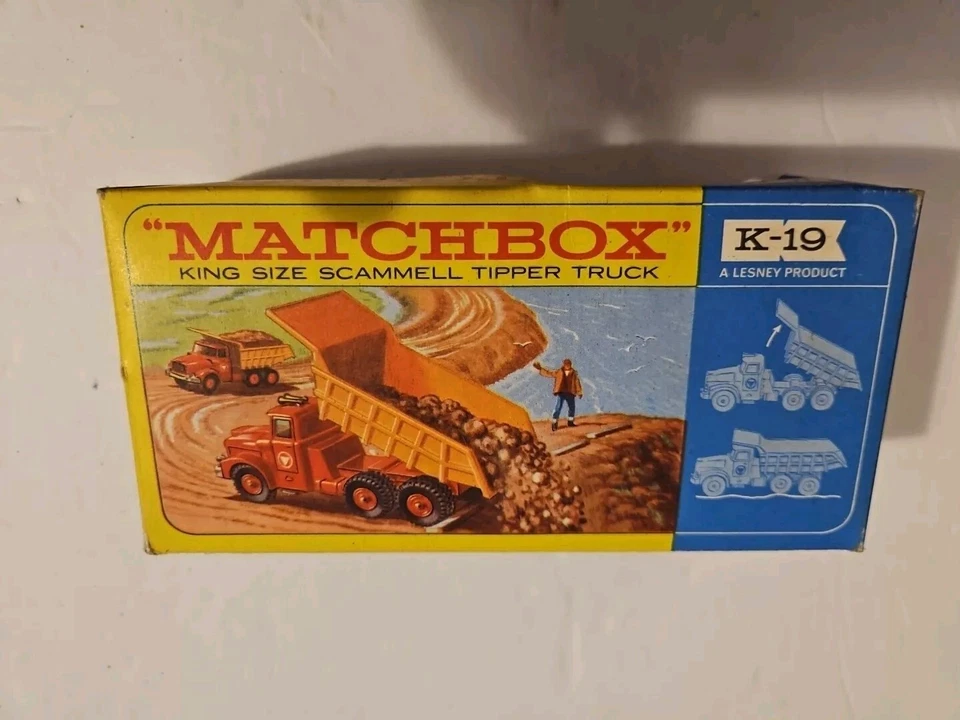 "MATCHBOX"
KING SIZE SCAMMELL TIPPER TRUCK
K-19
A LESNEY PRODUCT